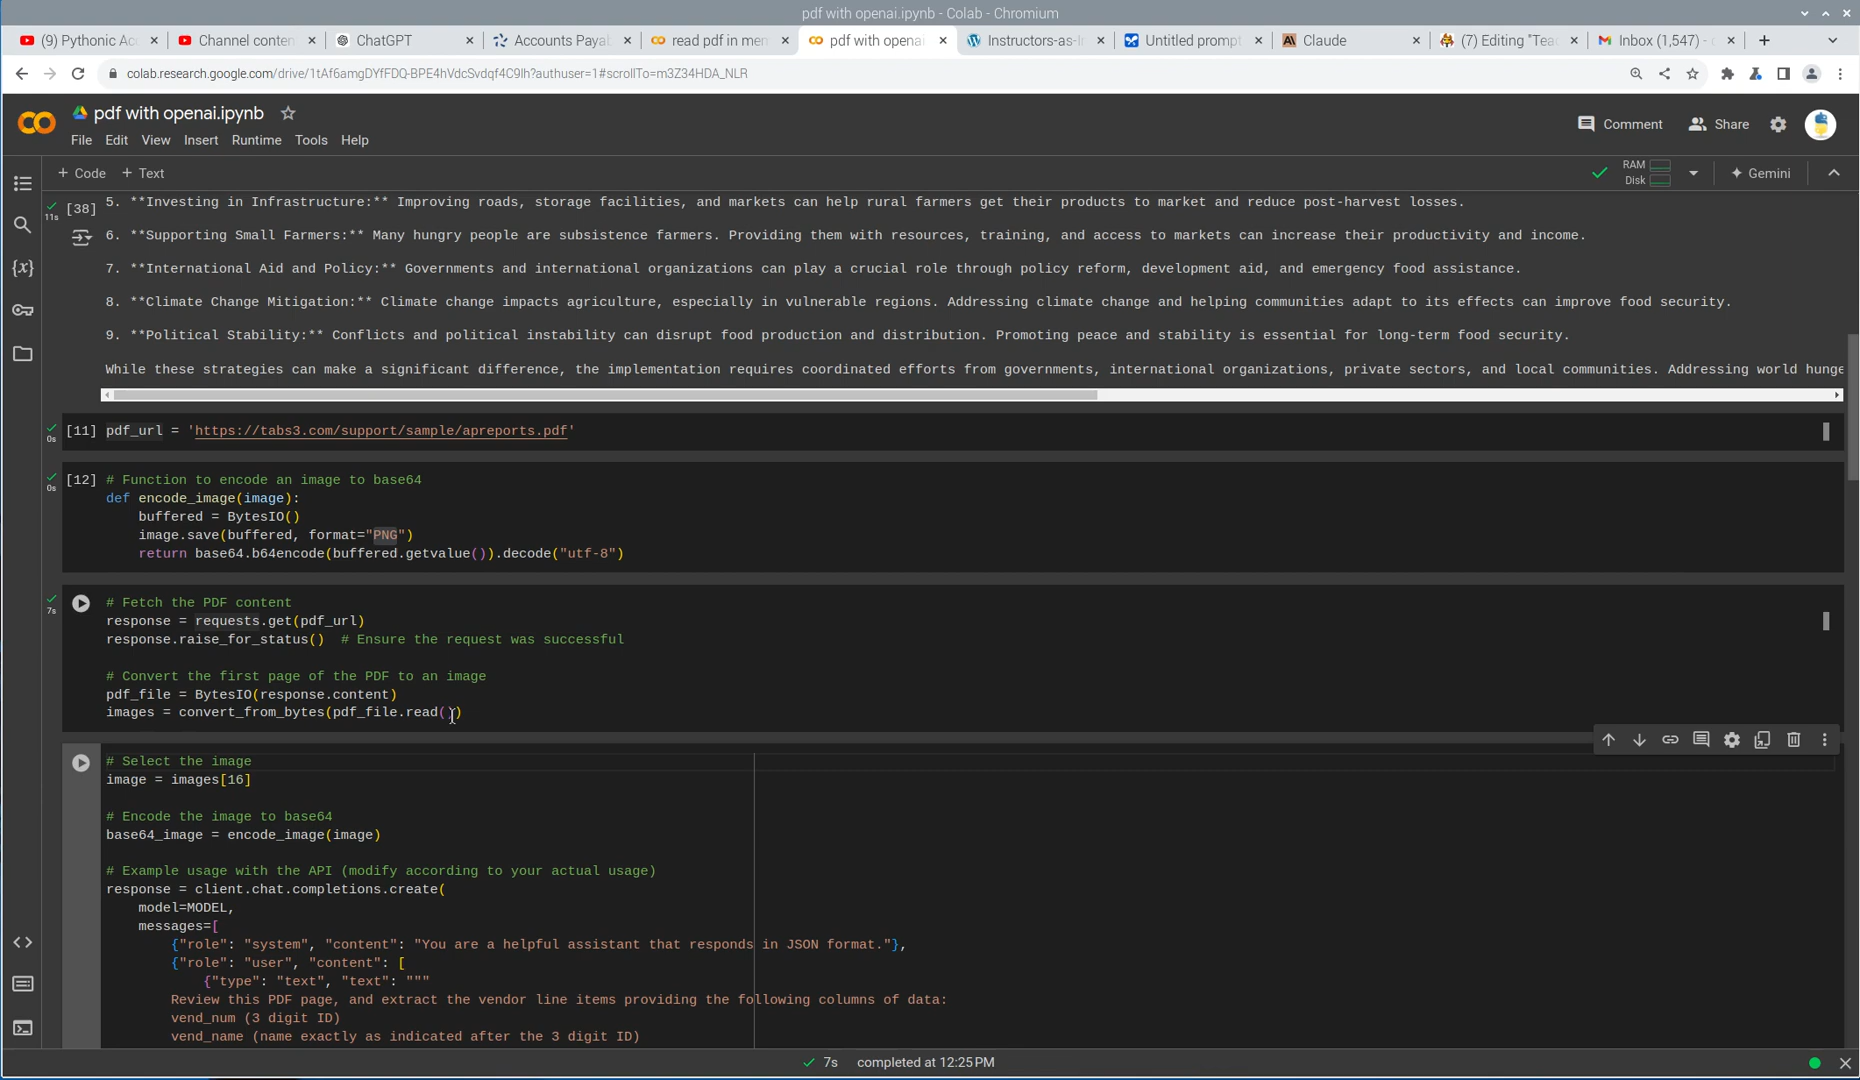 pdf with openai.ipynb - Colab - Chromium
(9) Pythonic Ac
Channel conten
ChatGPT
Accounts Payal
read pdf in mem
pdf with openai
Instructors-as-I
Untitled prompt
Claude
(7) Editing "Tea
Inbox (1,547) -
colab.research.google.com/drive/1tAf6amgDYfFDQ-BPE4hVdcSvdqf4C9Ih?authuser=1#scrollTo=m3Z34HDA_NLR
pdf with openai.ipynb
File Edit View Insert Runtime Tools Help
Comment Share
+ Code + Text
RAM
Disk
Gemini
[38] 5. **Investing in Infrastructure:** Improving roads, storage facilities, and markets can help rural farmers get their products to market and reduce post-harvest losses.
11s
6. **Supporting Small Farmers:** Many hungry people are subsistence farmers. Providing them with resources, training, and access to markets can increase their productivity and income.
7. **International Aid and Policy:** Governments and international organizations can play a crucial role through policy reform, development aid, and emergency food assistance.
8. **Climate Change Mitigation:** Climate change impacts agriculture, especially in vulnerable regions. Addressing climate change and helping communities adapt to its effects can improve food security.
9. **Political Stability:** Conflicts and political instability can disrupt food production and distribution. Promoting peace and stability is essential for long-term food security.
While these strategies can make a significant difference, the implementation requires coordinated efforts from governments, international organizations, private sectors, and local communities. Addressing world hunge
[11] pdf_url = 'https://tabs3.com/support/sample/apreports.pdf'
0s
[12] # Function to encode an image to base64
0s
def encode_image(image):
buffered = BytesIO()
image.save(buffered, format="PNG")
return base64.b64encode(buffered.getvalue()).decode("utf-8")
# Fetch the PDF content
7s
response = requests.get(pdf_url)
response.raise_for_status() # Ensure the request was successful
# Convert the first page of the PDF to an image
pdf_file = BytesIO(response.content)
images = convert_from_bytes(pdf_file.read())
# Select the image
image = images[16]
# Encode the image to base64
base64_image = encode_image(image)
# Example usage with the API (modify according to your actual usage)
response = client.chat.completions.create(
model=MODEL,
messages=[
{"role": "system", "content": "You are a helpful assistant that responds in JSON format."},
{"role": "user", "content": [
{"type": "text", "text": """
Review this PDF page, and extract the vendor line items providing the following columns of data:
vend_num (3 digit ID)
vend_name (name exactly as indicated after the 3 digit ID)
7s completed at 12:25 PM